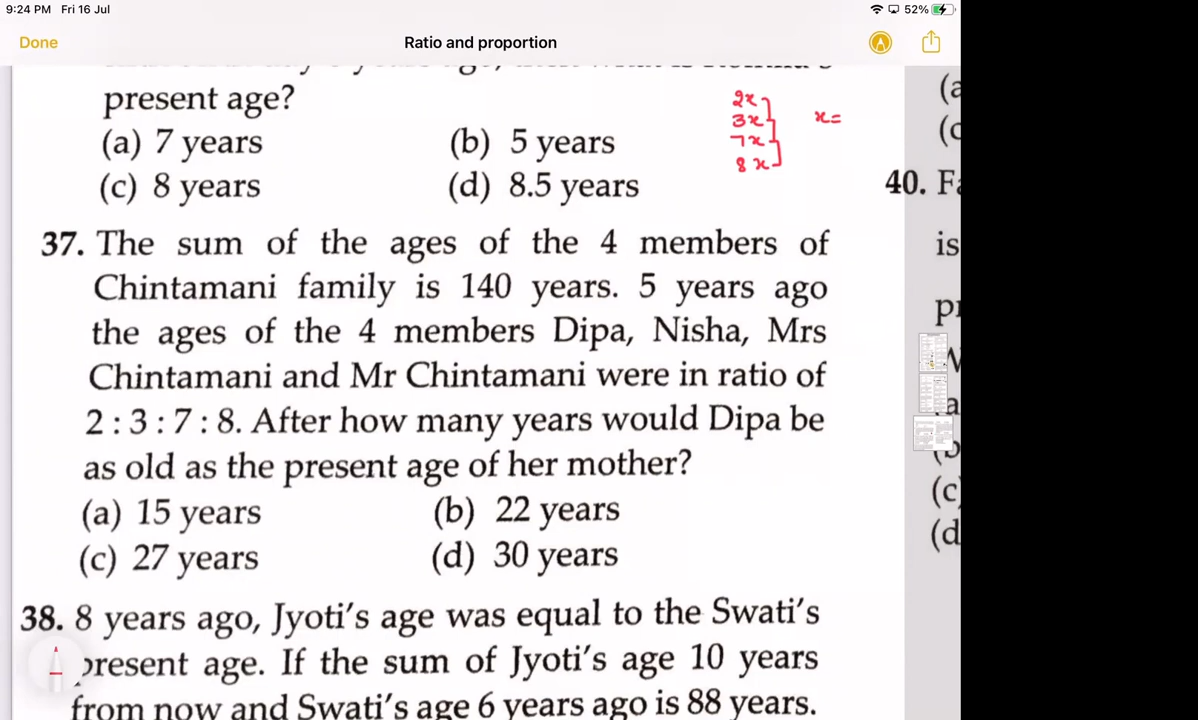 9:24 PM Fri 16 Jul
52%
Done
Ratio and proportion
present age?
(a) 7 years (b) 5 years
(c) 8 years (d) 8.5 years
2x
3x
7x
8x
x=
37. The sum of the ages of the 4 members of
Chintamani family is 140 years. 5 years ago
the ages of the 4 members Dipa, Nisha, Mrs
Chintamani and Mr Chintamani were in ratio of
2 : 3 : 7 : 8. After how many years would Dipa be
as old as the present age of her mother?
(a) 15 years (b) 22 years
(c) 27 years (d) 30 years
38. 8 years ago, Jyoti's age was equal to the Swati's
present age. If the sum of Jyoti's age 10 years
from now and Swati's age 6 years ago is 88 years.
(a
(c
40. Fa
is
(c)
(d